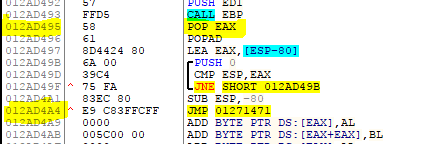 012AD492 57 PUSH EDI
012AD493 FFD5 CALL EBP
012AD495 58 POP EAX
012AD496 61 POPAD
012AD497 8D4424 80 LEA EAX,[ESP-80]
012AD49B 6A 00 PUSH 0
012AD49D 39C4 CMP ESP,EAX
012AD49F ^ 75 FA JNE SHORT 012AD49B
012AD4A1 83EC 80 SUB ESP,-80
012AD4A4 ^ E9 C83FFCFF JMP 01271471
012AD4A9 0000 ADD BYTE PTR DS:[EAX],AL
012AD4AB 005C00 00 ADD BYTE PTR DS:[EAX+EAX],BL